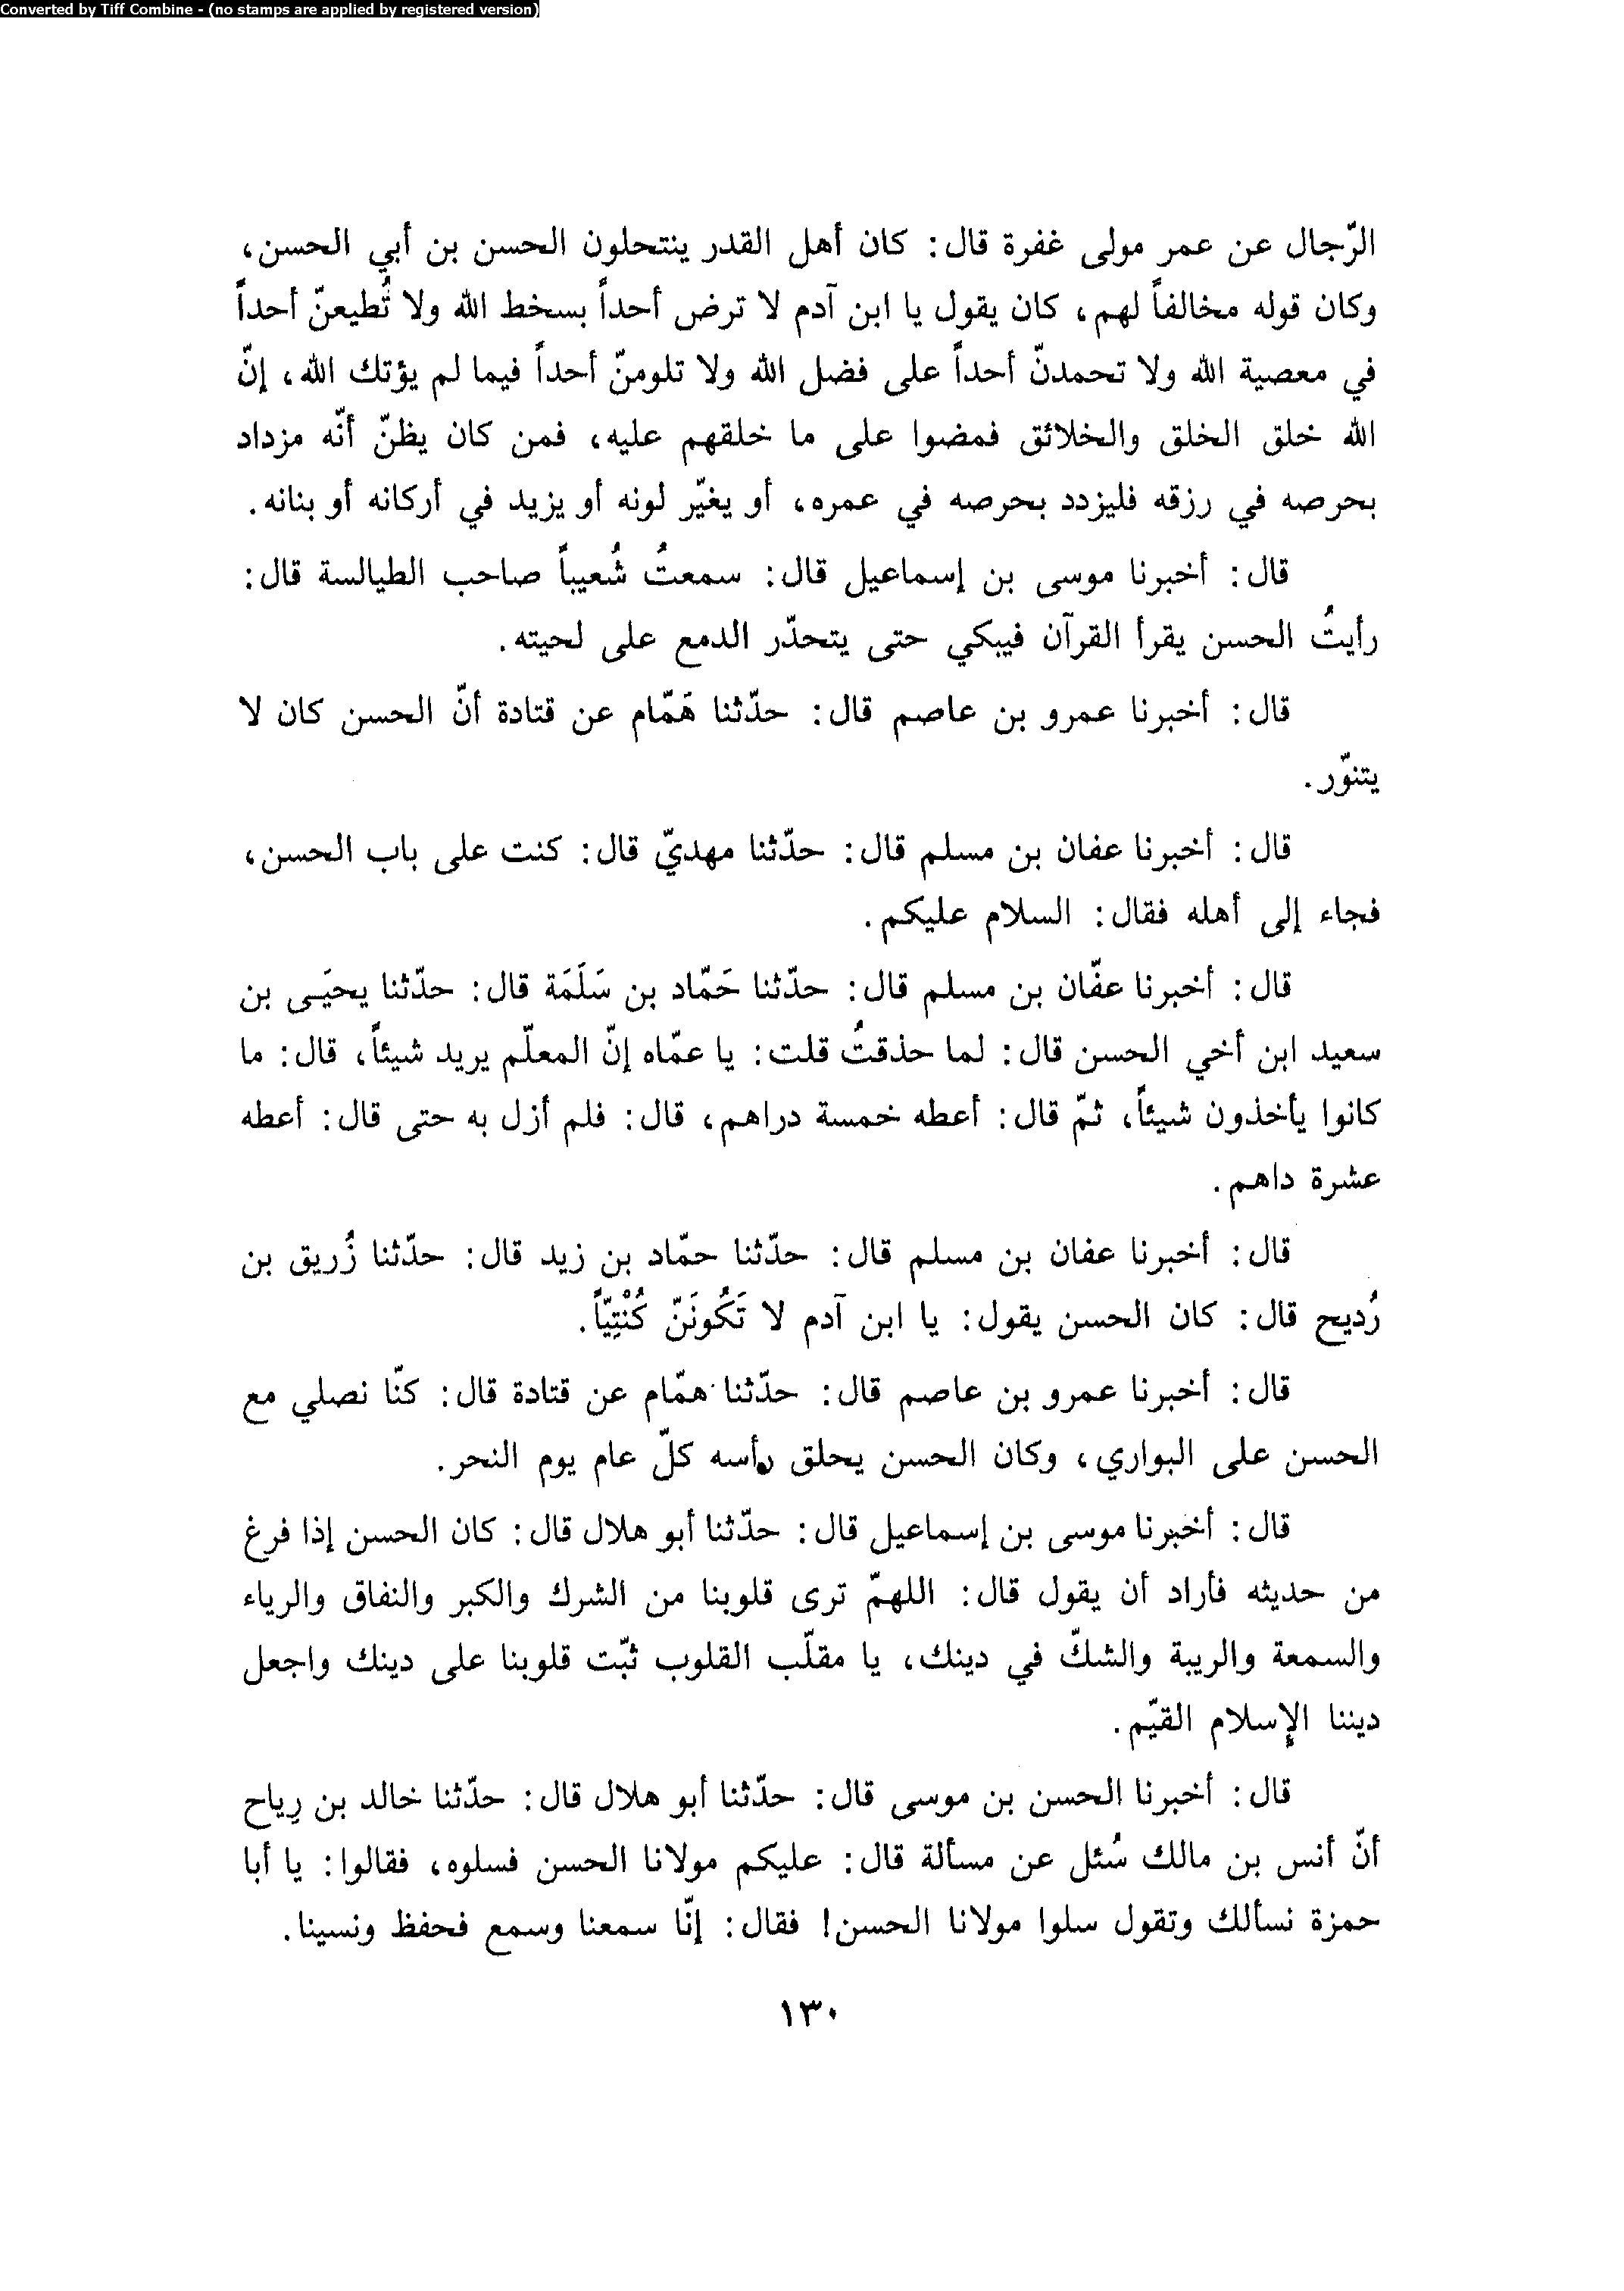 Converted by Tiff Combine - (no stamps are applied by registered version)
الرّجال عن عمر مولى غفرة قال: كان أهل القدر ينتحلون الحسن بن أبي الحسن،
وكان قوله مخالفاً لهم، كان يقول يا ابن آدم لا ترض أحداً بسخط الله ولا تُطيعنّ أحداً
في معصية الله ولا تحمدنّ أحداً على فضل الله ولا تلومنّ أحداً فيما لم يؤتك الله، إنّ
الله خلق الخلق والخلائق فمضوا على ما خلقهم عليه، فمن كان يظنّ أنّه مزداد
بحرصه في رزقه فليزدد بحرصه في عمره، أو يغيّر لونه أو يزيد في أركانه أو بنانه.
قال: أخبرنا موسى بن إسماعيل قال: سمعتُ شُعيباً صاحب الطيالسة قال:
رأيتُ الحسن يقرأ القرآن فيبكي حتى يتحدّر الدمع على لحيته.
قال: أخبرنا عمرو بن عاصم قال: حدّثنا هَمّام عن قتادة أنّ الحسن كان لا
يتنوّر.
قال: أخبرنا عفان بن مسلم قال: حدّثنا مهديّ قال: كنت على باب الحسن،
فجاء إلى أهله فقال: السلام عليكم.
قال: أخبرنا عفّان بن مسلم قال: حدّثنا حَمّاد بن سَلَمَة قال: حدّثنا يحيَى بن
سعيد ابن أخي الحسن قال: لما حذقتُ قلت: يا عمّاه إنّ المعلّم يريد شيئاً، قال: ما
كانوا يأخذون شيئاً، ثمّ قال: أعطه خمسة دراهم، قال: فلم أزل به حتى قال: أعطه
عشرة داهم.
قال: أخبرنا عفان بن مسلم قال: حدّثنا حمّاد بن زيد قال: حدّثنا زُريق بن
رُديح قال: كان الحسن يقول: يا ابن آدم لا تَكُونَنّ كُنْتِيّاً.
قال: أخبرنا عمرو بن عاصم قال: حدّثنا همّام عن قتادة قال: كنّا نصلي مع
الحسن على البواري، وكان الحسن يحلق رأسه كلّ عام يوم النحر.
قال: أخبرنا موسى بن إسماعيل قال: حدّثنا أبو هلال قال: كان الحسن إذا فرغ
من حديثه فأراد أن يقول قال: اللهمّ ترى قلوبنا من الشرك والكبر والنفاق والرياء
والسمعة والريبة والشكّ في دينك، يا مقلّب القلوب ثبّت قلوبنا على دينك واجعل
ديننا الإسلام القيّم.
قال: أخبرنا الحسن بن موسى قال: حدّثنا أبو هلال قال: حدّثنا خالد بن رِياح
أنّ أنس بن مالك سُئل عن مسألة قال: عليكم مولانا الحسن فسلوه، فقالوا: يا أبا
حمزة نسألك وتقول سلوا مولانا الحسن! فقال: إنّا سمعنا وسمع فحفظ ونسينا.
١٣٠